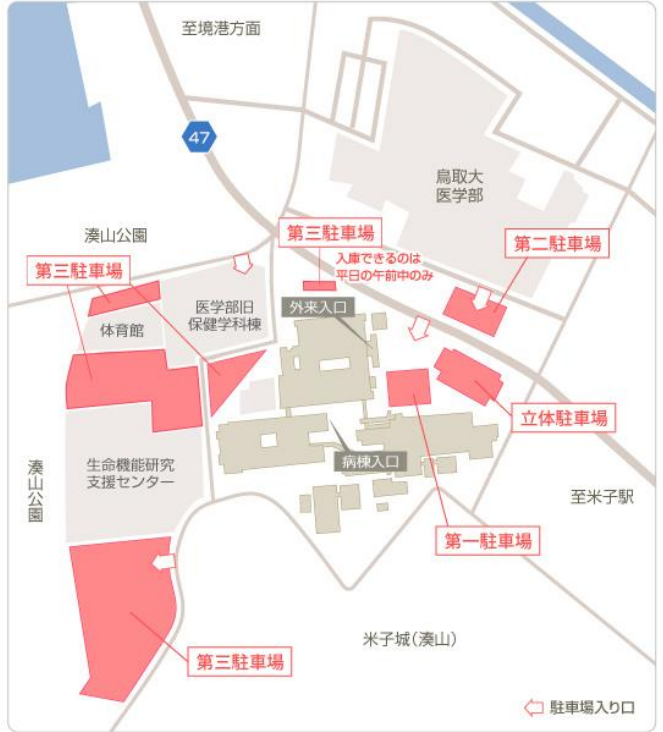 至境港方面
47
鳥取大
医学部
湊山公園
第三駐車場
入庫できるのは
平日の午前中のみ
第二駐車場
第三駐車場
体育館
医学部旧
保健学科棟
外来入口
立体駐車場
湊山公園
生命機能研究
支援センター
病棟入口
至米子駅
第一駐車場
第三駐車場
米子城(湊山)
駐車場入り口